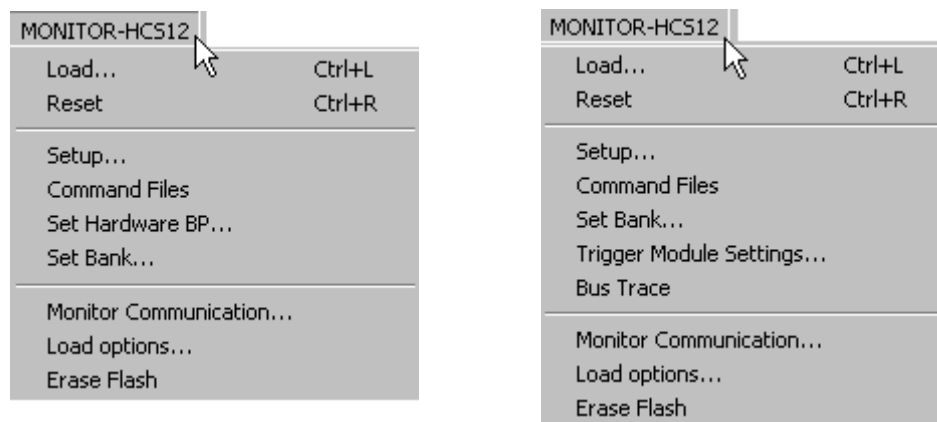 MONITOR-HCS12
Load... Ctrl+L
Reset Ctrl+R
Setup...
Command Files
Set Hardware BP...
Set Bank...
Monitor Communication...
Load options...
Erase Flash
MONITOR-HCS12
Load... Ctrl+L
Reset Ctrl+R
Setup...
Command Files
Set Bank...
Trigger Module Settings...
Bus Trace
Monitor Communication...
Load options...
Erase Flash